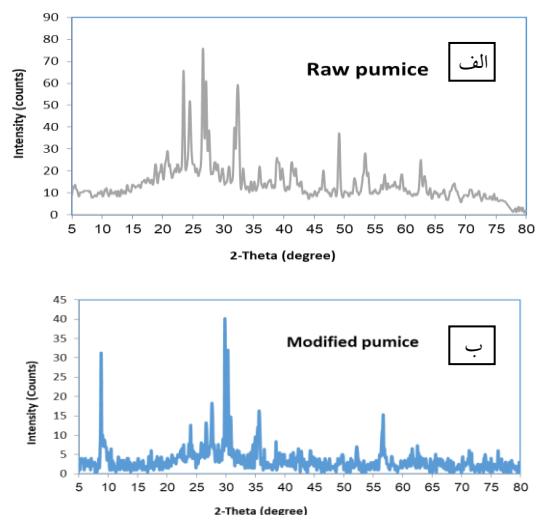 90
80
70
60
50
40
30
20
10
0
Intensity (counts)
Raw pumice
الف
5 10 15 20 25 30 35 40 45 50 55 60 65 70 75 80
2-Theta (degree)
45
40
35
30
25
20
15
10
5
0
Intensity (Counts)
Modified pumice
ب
5 10 15 20 25 30 35 40 45 50 55 60 65 70 75 80
2-Theta (degree)